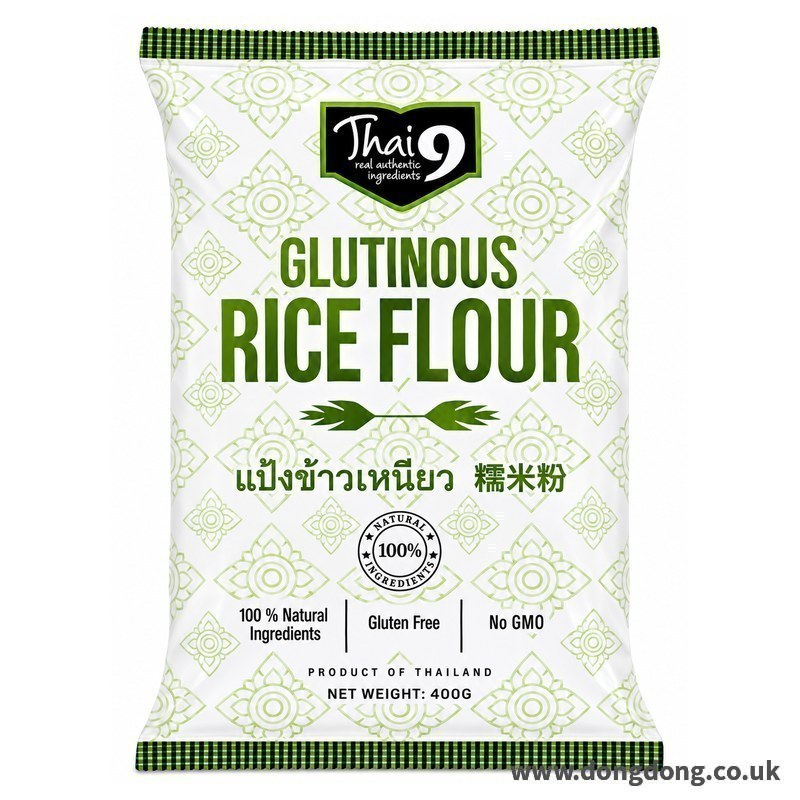 Thai 9
real authentic
ingredients
GLUTINOUS
RICE FLOUR
แป้งข้าวเหนียว 糯米粉
NATURAL
100%
INGREDIENTS
100 % Natural
Ingredients
Gluten Free
No GMO
PRODUCT OF THAILAND
NET WEIGHT: 400G
www.dongdong.co.uk